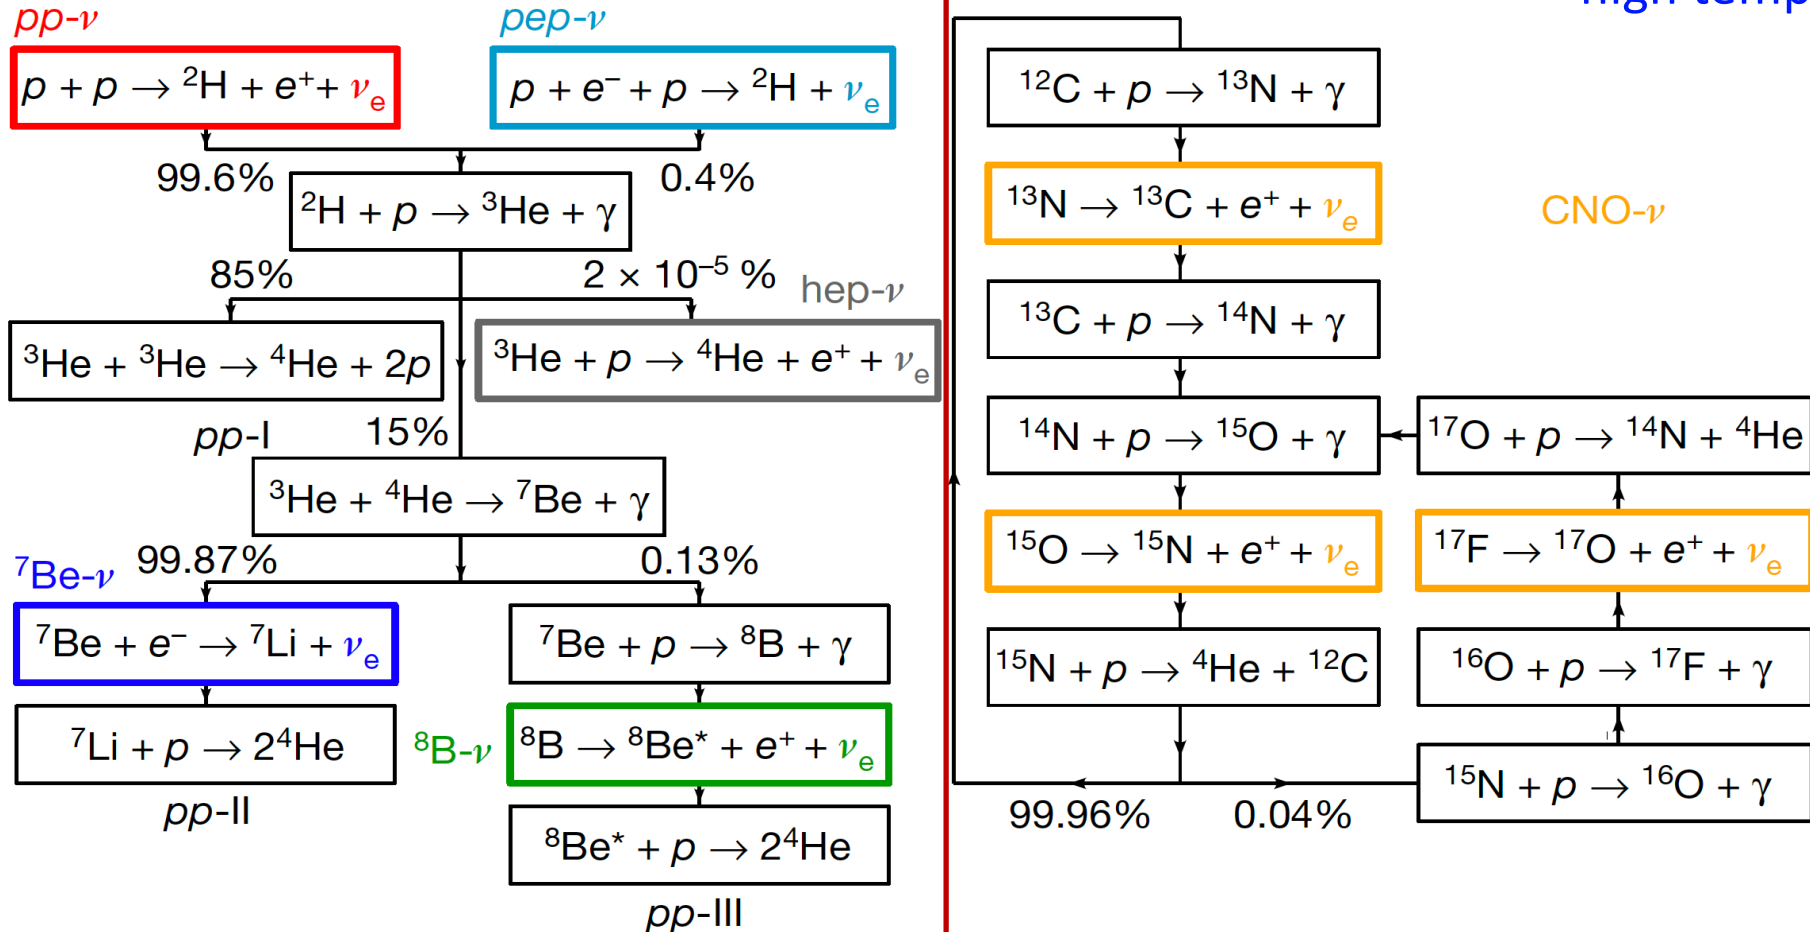 high temp
pp-ν
pep-ν
p + p → ²H + e⁺ + νₑ
p + e⁻ + p → ²H + νₑ
99.6%
0.4%
²H + p → ³He + γ
85%
2 × 10⁻⁵ %
hep-ν
³He + ³He → ⁴He + 2p
³He + p → ⁴He + e⁺ + νₑ
pp-I
15%
³He + ⁴He → ⁷Be + γ
⁷Be-ν
99.87%
0.13%
⁷Be + e⁻ → ⁷Li + νₑ
⁷Be + p → ⁸B + γ
⁷Li + p → 2⁴He
⁸B-ν
⁸B → ⁸Be* + e⁺ + νₑ
pp-II
⁸Be* + p → 2⁴He
pp-III
¹²C + p → ¹³N + γ
¹³N → ¹³C + e⁺ + νₑ
CNO-ν
¹³C + p → ¹⁴N + γ
¹⁴N + p → ¹⁵O + γ
¹⁷O + p → ¹⁴N + ⁴He
¹⁵O → ¹⁵N + e⁺ + νₑ
¹⁷F → ¹⁷O + e⁺ + νₑ
¹⁵N + p → ⁴He + ¹²C
¹⁶O + p → ¹⁷F + γ
¹⁵N + p → ¹⁶O + γ
99.96%
0.04%